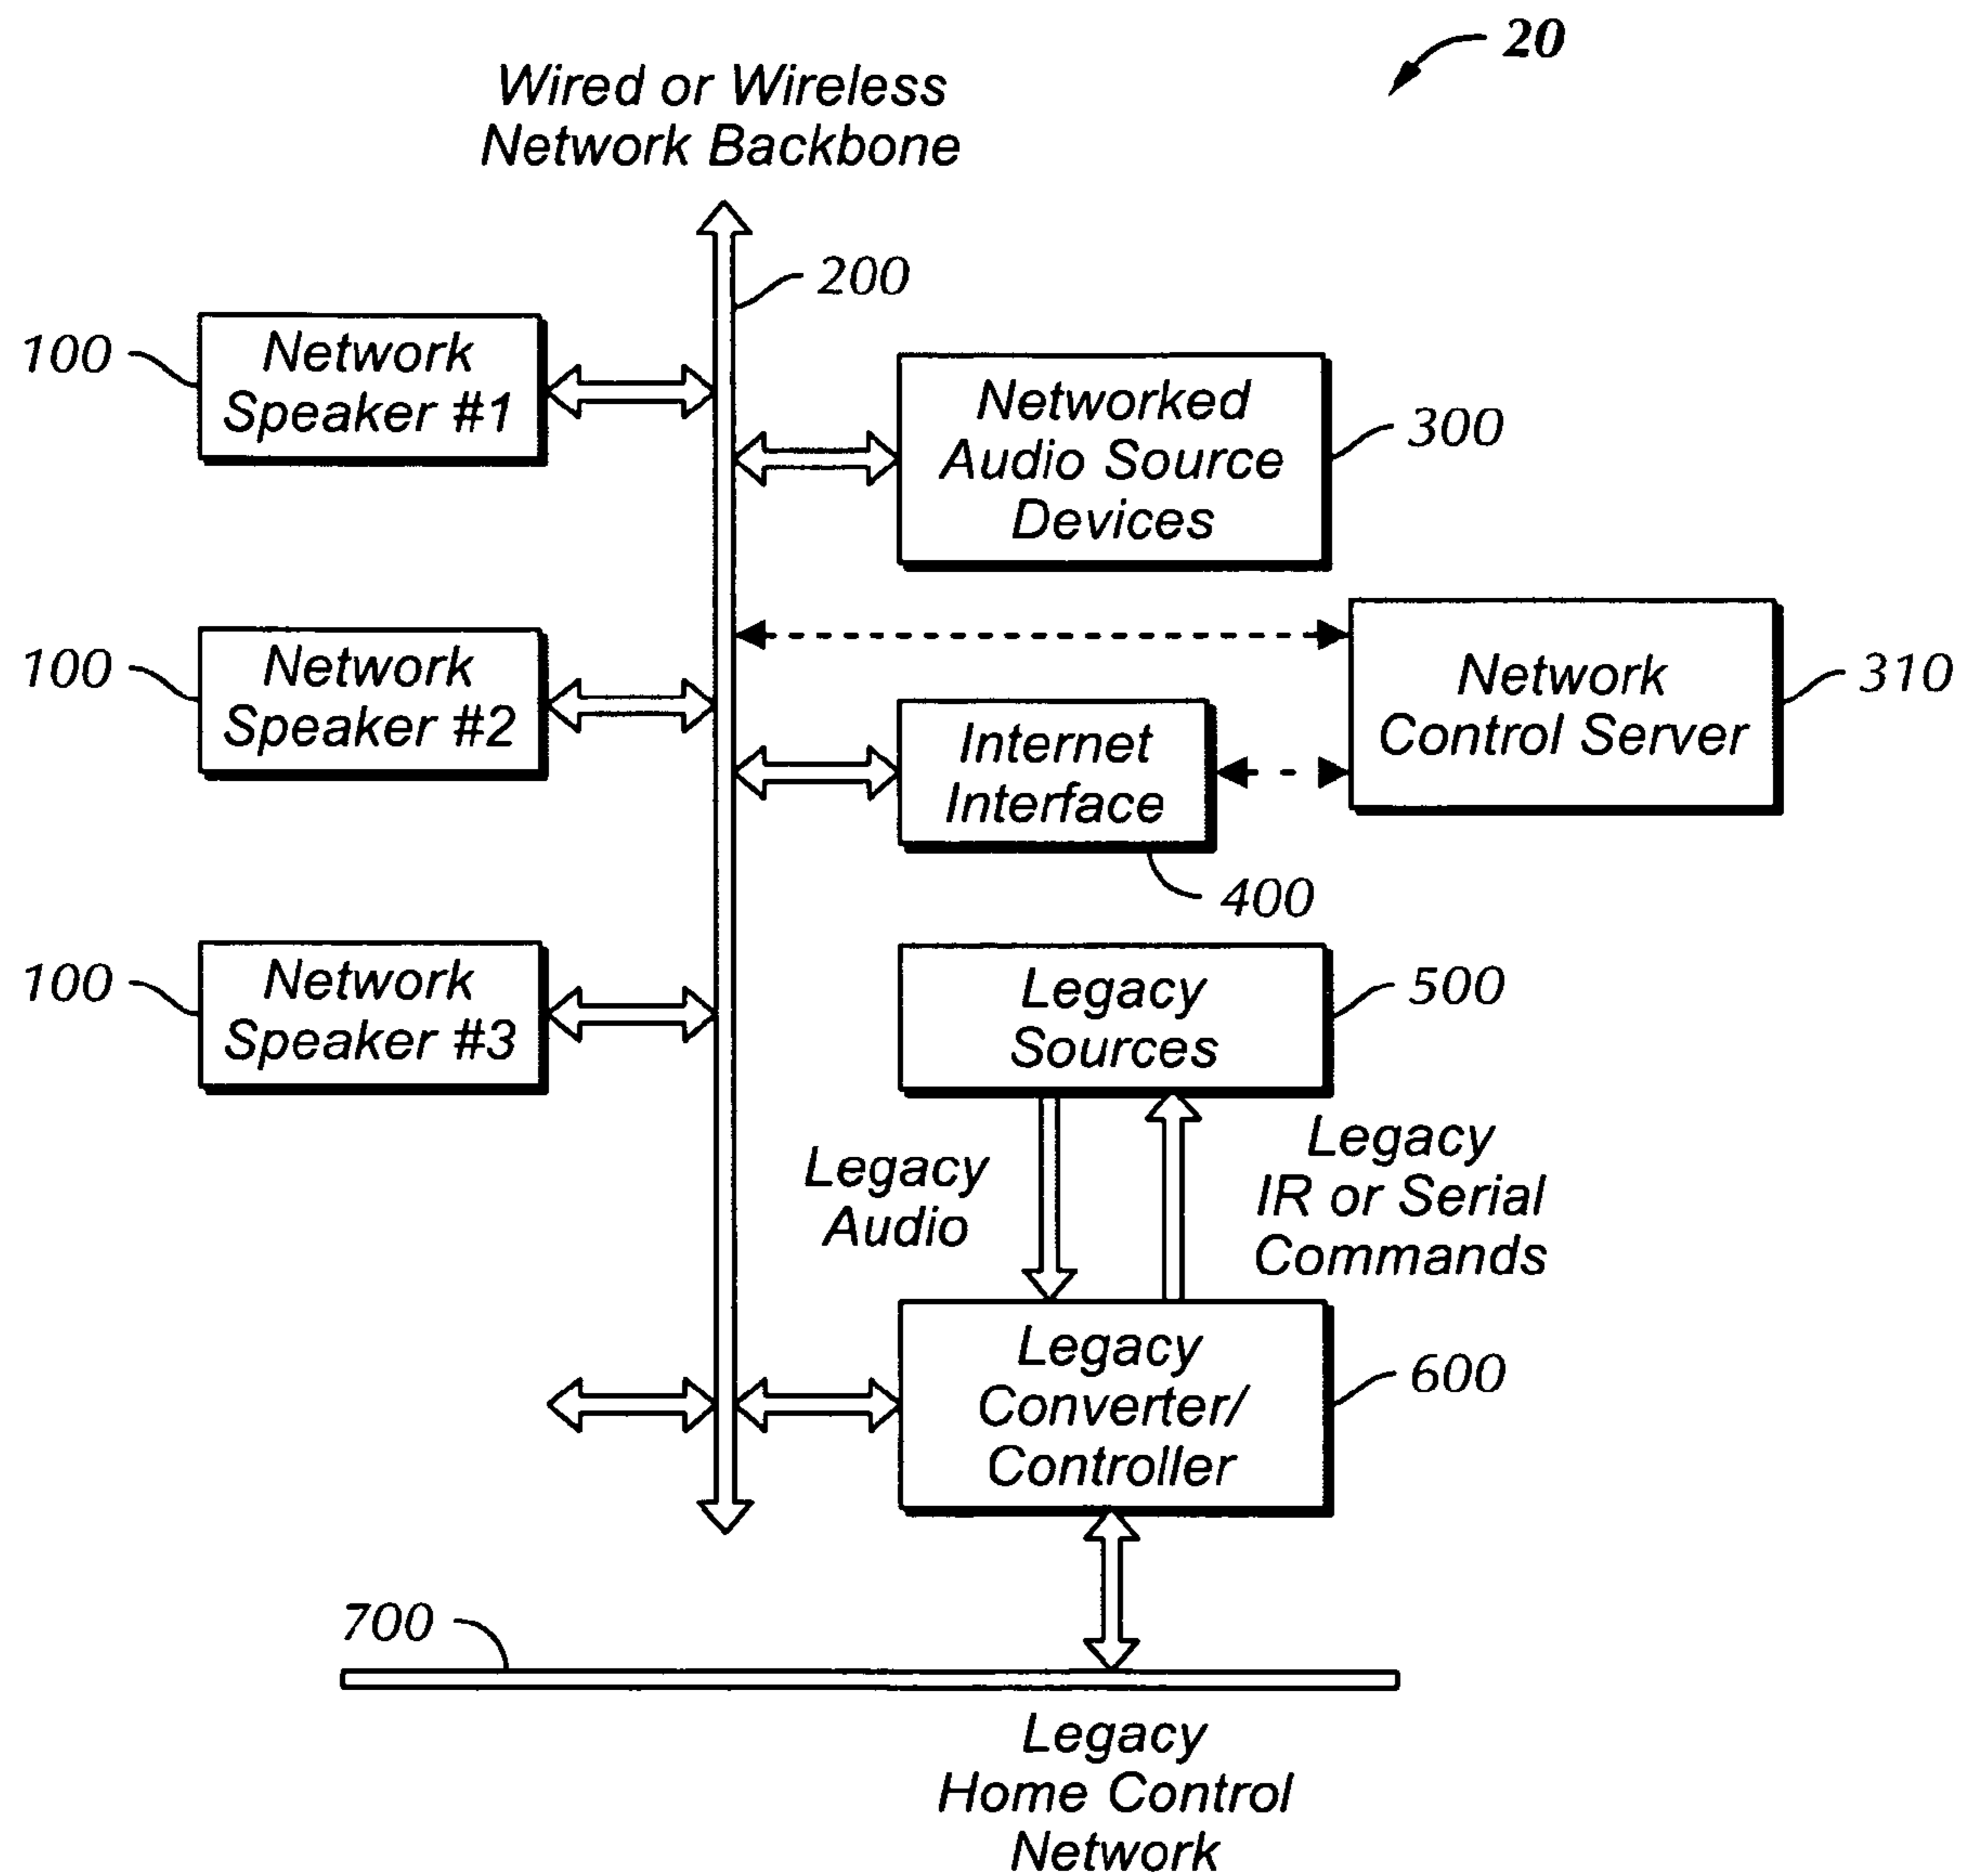 20
Wired or Wireless
Network Backbone
200
100
Network
Speaker #1
Networked
Audio Source
Devices
300
100
Network
Speaker #2
Network
Control Server
310
Internet
Interface
400
100
Network
Speaker #3
Legacy
Sources
500
Legacy
Audio
Legacy
IR or Serial
Commands
Legacy
Converter/
Controller
600
700
Legacy
Home Control
Network